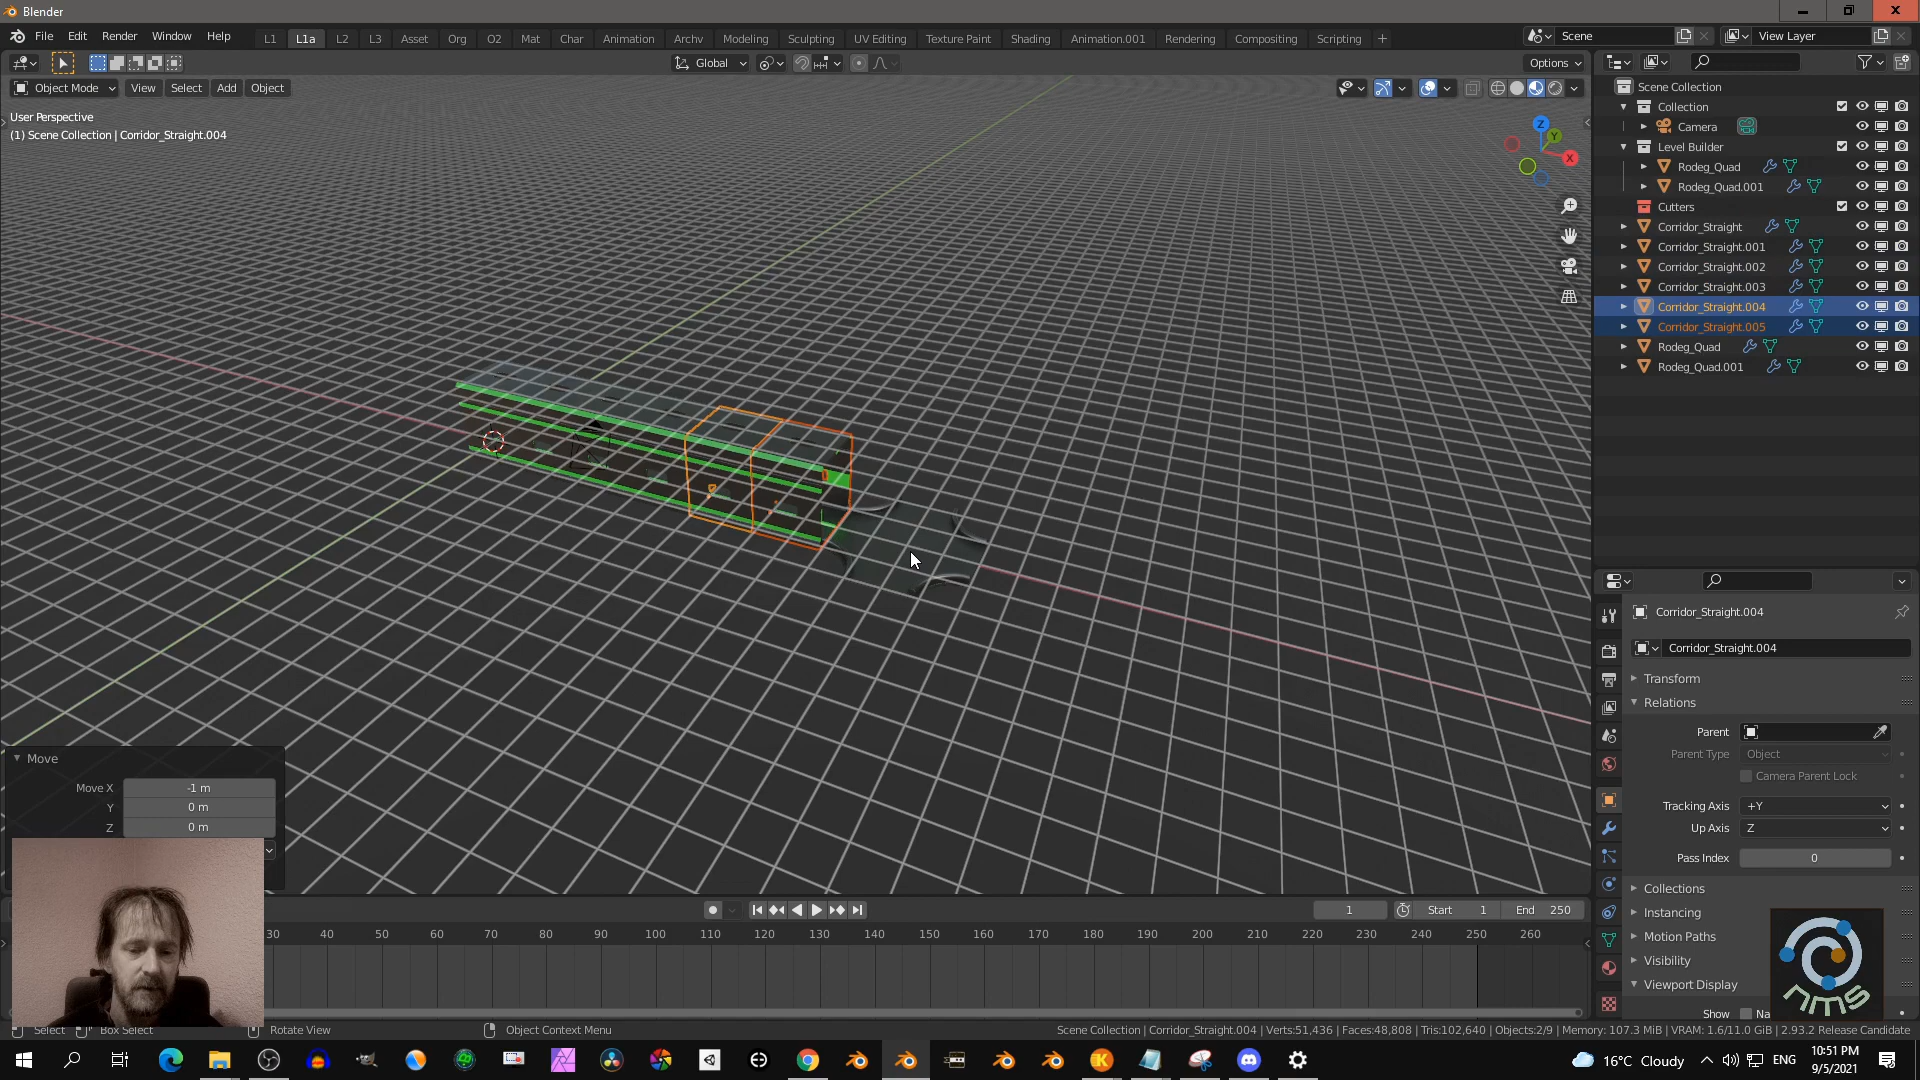 Blender
File Edit Render Window Help
L1 L1a L2 L3 Asset Org O2 Mat Char Animation Archv Modeling Sculpting UV Editing Texture Paint Shading Animation.001 Rendering Compositing Scripting +
Scene
View Layer
Global
Options
Object Mode View Select Add Object
User Perspective
(1) Scene Collection | Corridor_Straight.004
Z
Y
X
Scene Collection
Collection
Camera
Level Builder
Rodeg_Quad
Rodeg_Quad.001
Cutters
Corridor_Straight
Corridor_Straight.001
Corridor_Straight.002
Corridor_Straight.003
Corridor_Straight.004
Corridor_Straight.005
Rodeg_Quad
Rodeg_Quad.001
Corridor_Straight.004
Corridor_Straight.004
Transform
Relations
Parent
Parent Type Object
Camera Parent Lock
Tracking Axis +Y
Up Axis Z
Pass Index 0
Collections
Instancing
Motion Paths
Visibility
Viewport Display
Show Na
nms
Move
Move X -1 m
Y 0 m
Z 0 m
1 Start 1 End 250
30 40 50 60 70 80 90 100 110 120 130 140 150 160 170 180 190 200 210 220 230 240 250 260
Select Box Select Rotate View Object Context Menu
Scene Collection | Corridor_Straight.004 | Verts:51,436 | Faces:48,808 | Tris:102,640 | Objects:2/9 | Memory: 107.3 MiB | VRAM: 1.6/11.0 GiB | 2.93.2 Release Candidate
16°C Cloudy
ENG
10:51 PM
9/5/2021